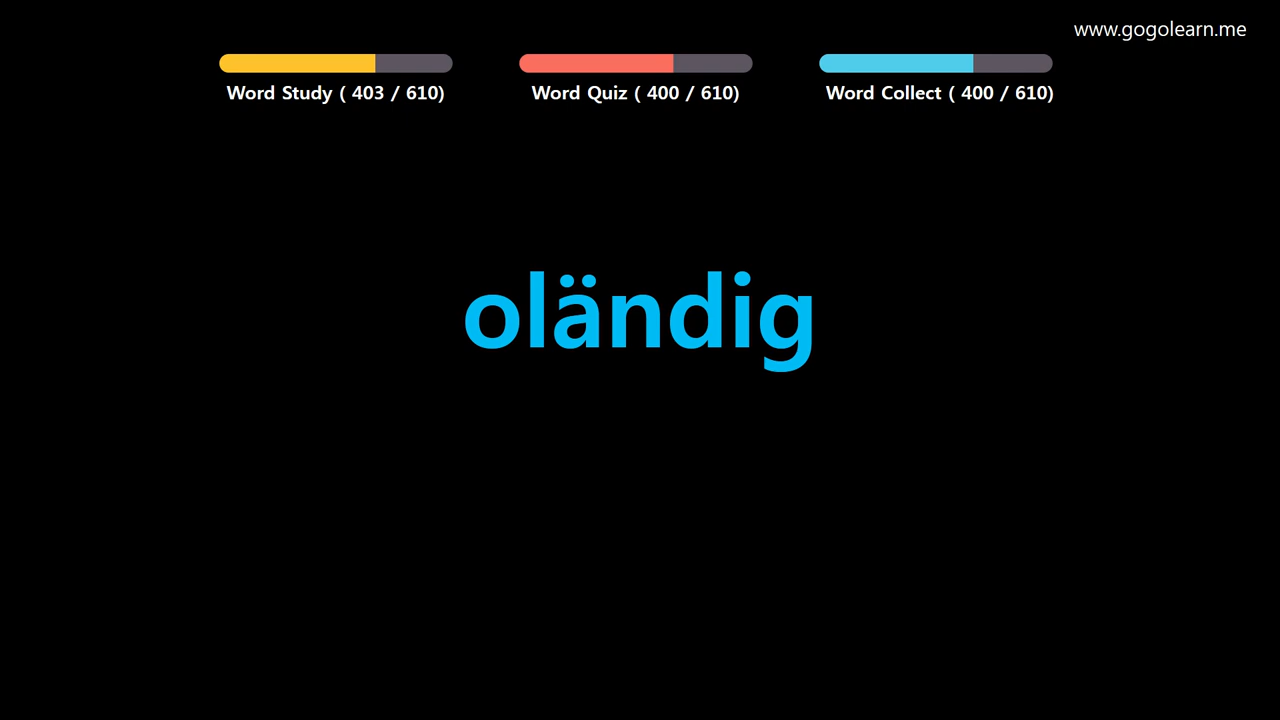 www.gogolearn.me
Word Study ( 403 / 610)
Word Quiz ( 400 / 610)
Word Collect ( 400 / 610)
oländig